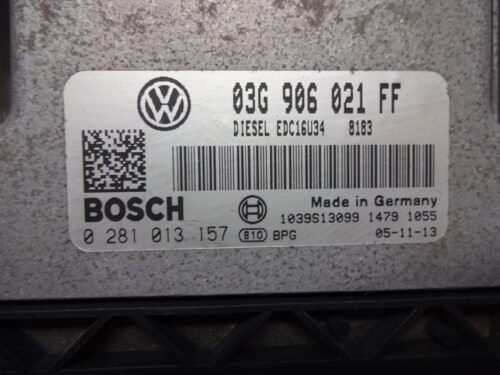 03G 906 021 FF
DIESEL EDC16U34 8183
BOSCH
Made in Germany
1039S13099 1479 1055
0 281 013 157 810 BPG 05-11-13